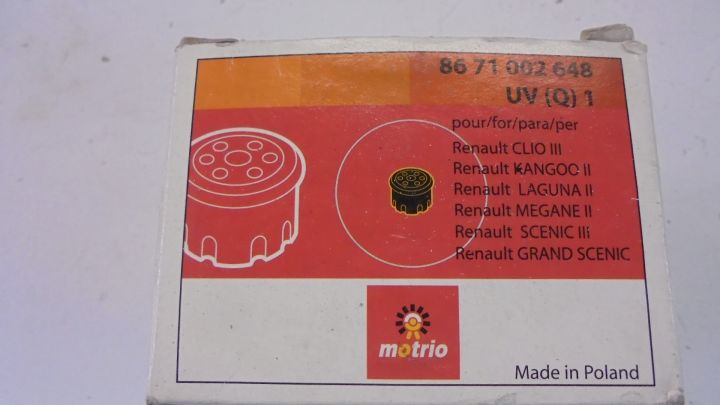 86 71 002 648
UV (Q) 1
pour/for/para/per
Renault CLIO III
Renault KANGOO II
Renault LAGUNA II
Renault MEGANE II
Renault SCENIC III
Renault GRAND SCENIC
motrio
Made in Poland